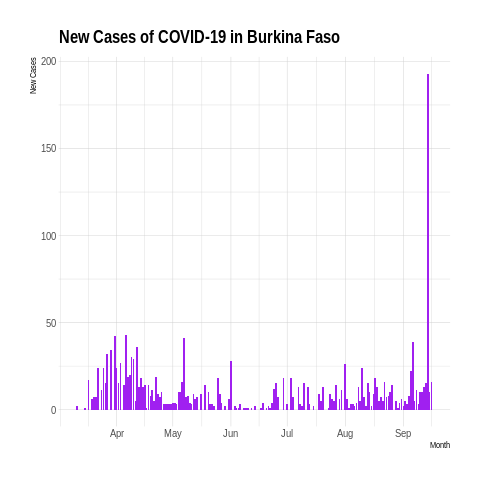 New Cases of COVID-19 in Burkina Faso
New Cases
200
150
100
50
0
Apr May Jun Jul Aug Sep
Month